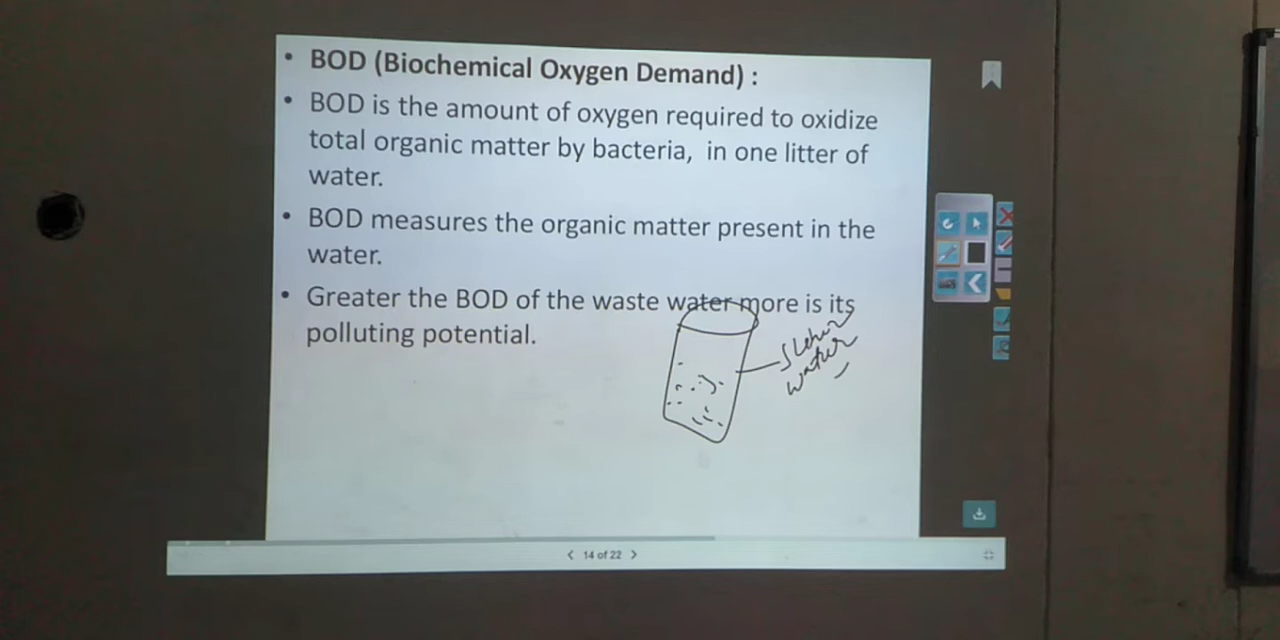 • BOD (Biochemical Oxygen Demand) :
• BOD is the amount of oxygen required to oxidize
total organic matter by bacteria, in one litter of
water.
• BOD measures the organic matter present in the
water.
• Greater the BOD of the waste water more is its
polluting potential.
water
< 14 of 22 >